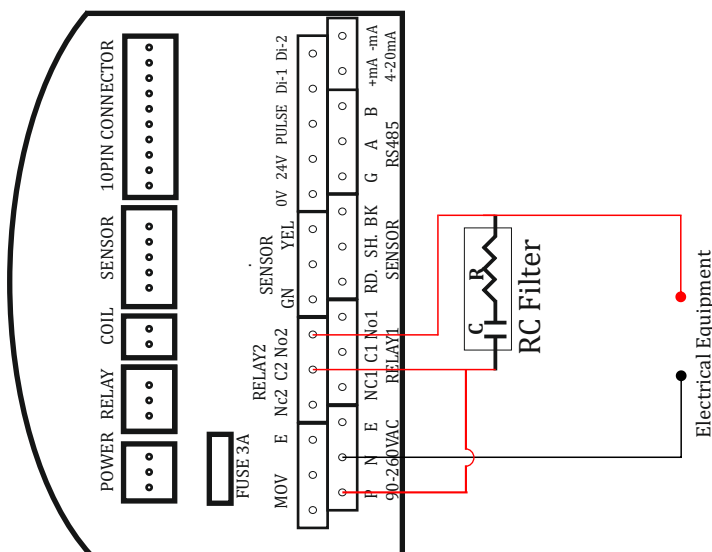 10PIN CONNECTOR
SENSOR
COIL
RELAY
POWER
FUSE 3A
0V 24V PULSE Di-1 Di-2
SENSOR
GN YEL
RELAY2
Nc2 C2 No2
MOV E
+mA -mA
4-20mA
G A B
RS485
RD. SH. BK
SENSOR
NC1 C1 No1
RELAY1
P N E
90-260VAC
C R
RC Filter
Electrical Equipment